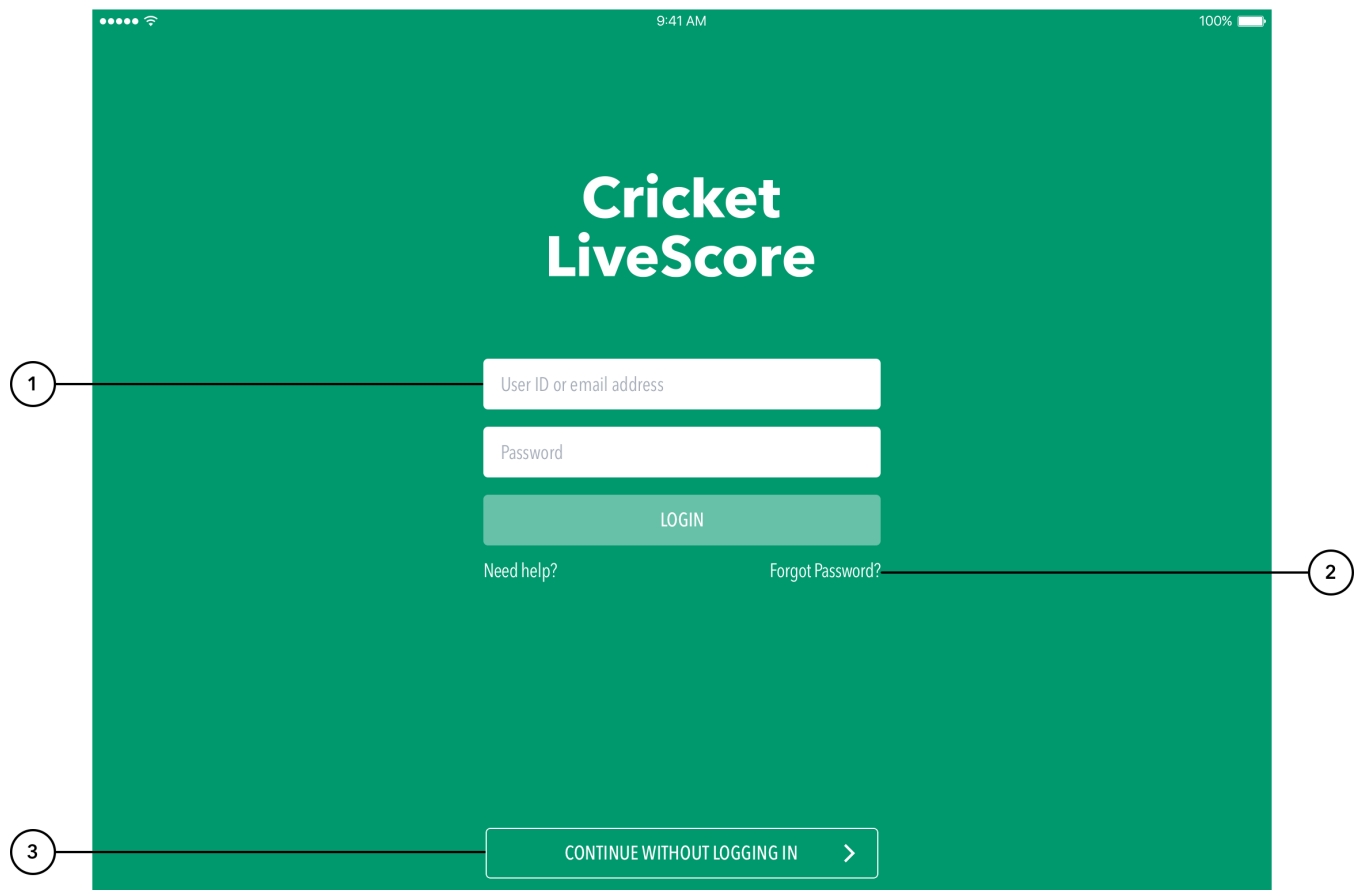 9:41 AM
100%
Cricket
LiveScore
1
User ID or email address
Password
LOGIN
Need help?
Forgot Password?
2
3
CONTINUE WITHOUT LOGGING IN